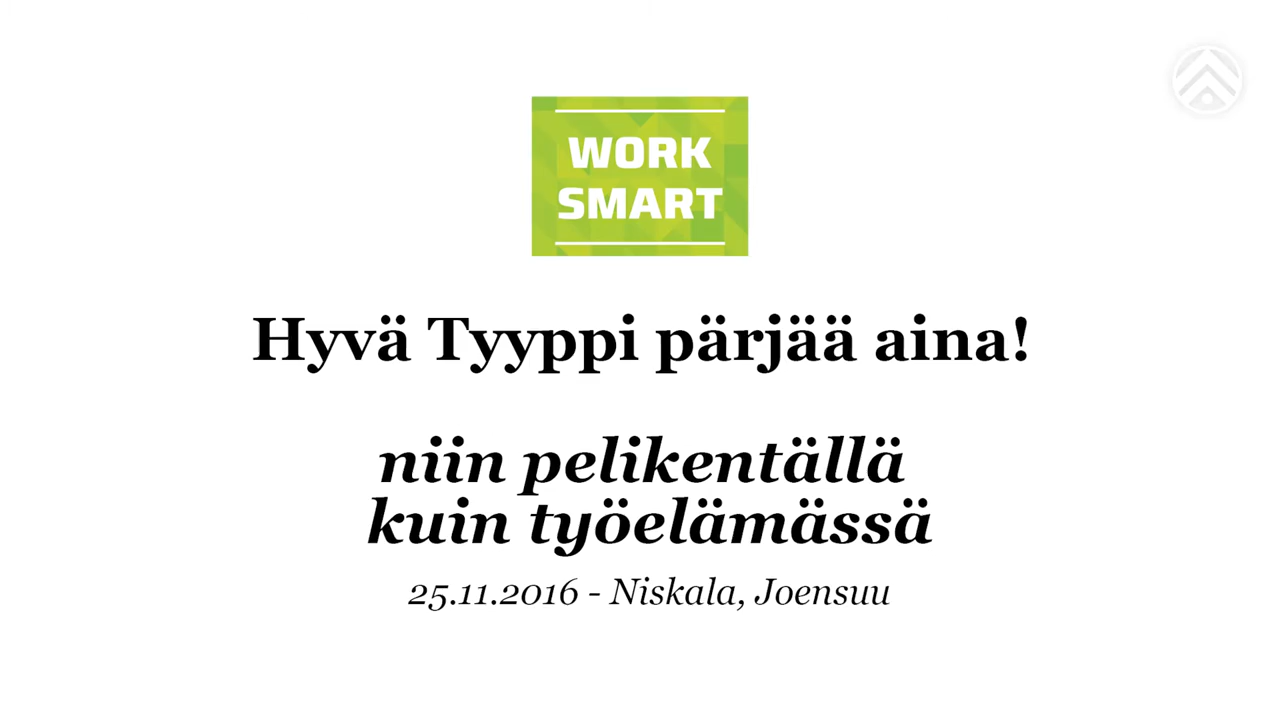 WORK
SMART
Hyvä Tyyppi pärjää aina!
niin pelikentällä
kuin työelämässä
25.11.2016 - Niskala, Joensuu